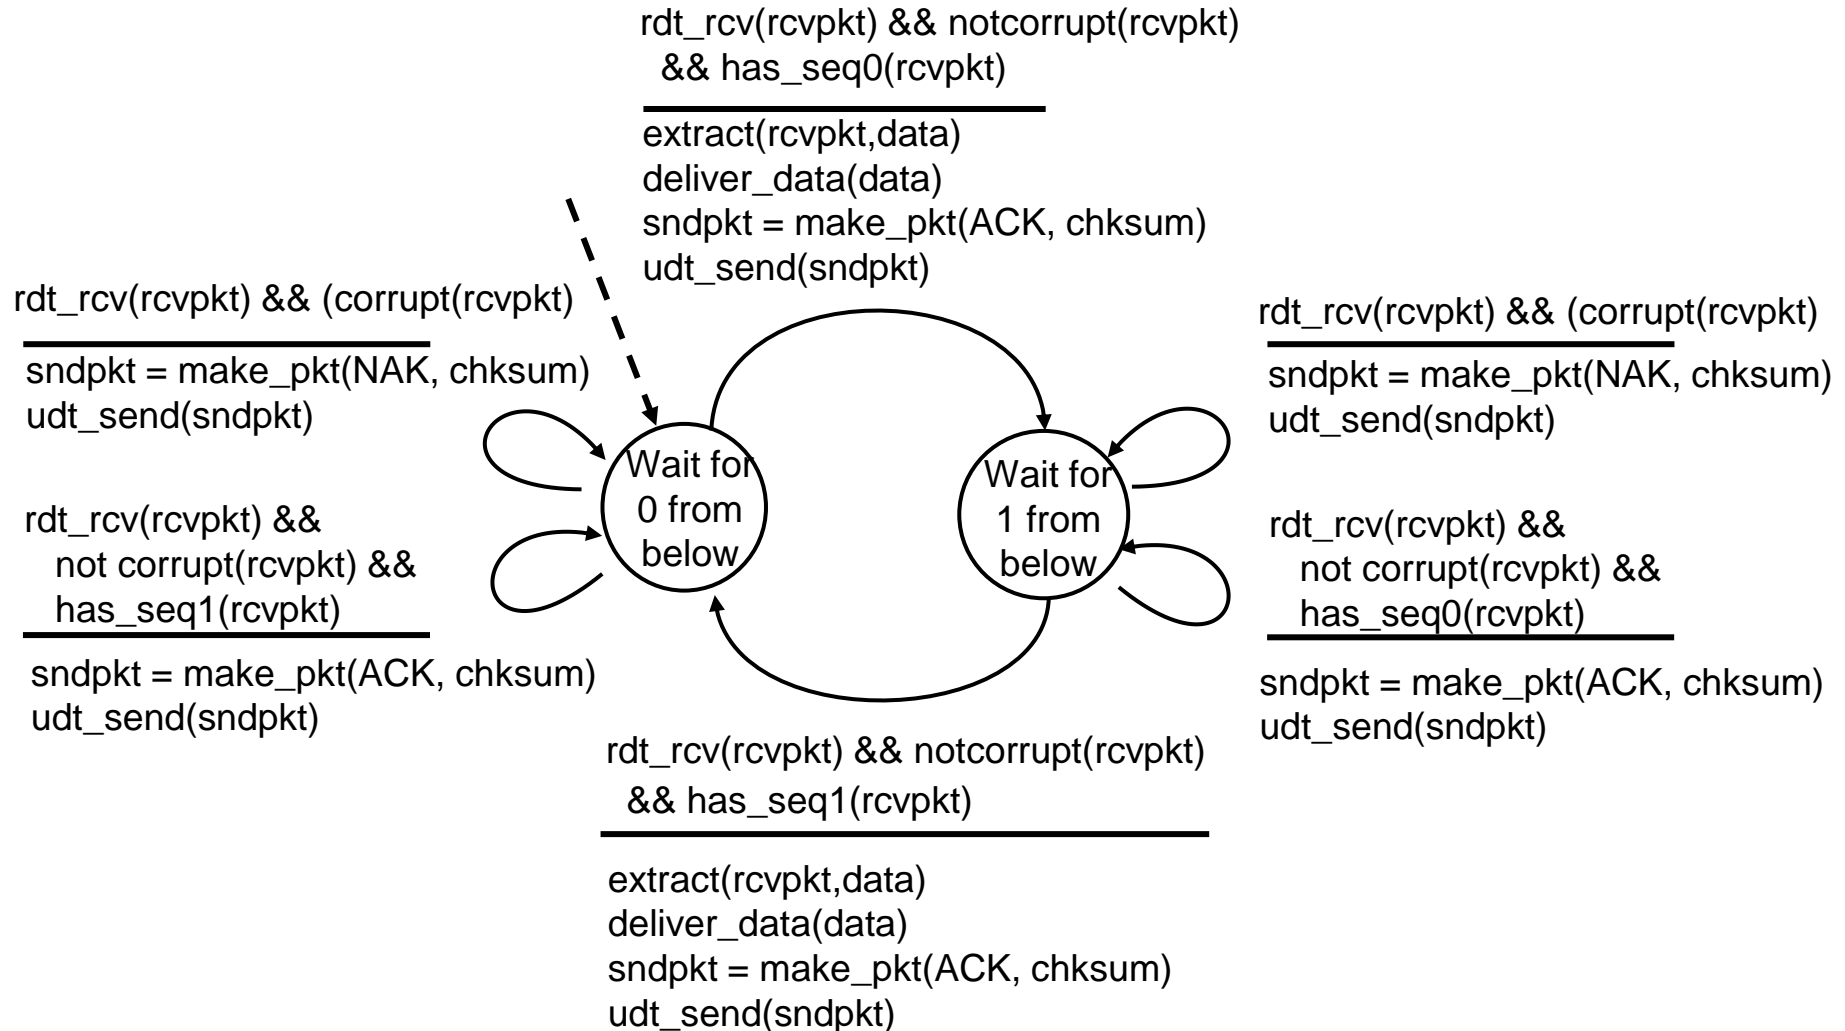 rdt_rcv(rcvpkt) && notcorrupt(rcvpkt)
&& has_seq0(rcvpkt)
extract(rcvpkt,data)
deliver_data(data)
sndpkt = make_pkt(ACK, chksum)
udt_send(sndpkt)
rdt_rcv(rcvpkt) && (corrupt(rcvpkt)
sndpkt = make_pkt(NAK, chksum)
udt_send(sndpkt)
rdt_rcv(rcvpkt) &&
not corrupt(rcvpkt) &&
has_seq1(rcvpkt)
sndpkt = make_pkt(ACK, chksum)
udt_send(sndpkt)
Wait for
0 from
below
Wait for
1 from
below
rdt_rcv(rcvpkt) && (corrupt(rcvpkt)
sndpkt = make_pkt(NAK, chksum)
udt_send(sndpkt)
rdt_rcv(rcvpkt) &&
not corrupt(rcvpkt) &&
has_seq0(rcvpkt)
sndpkt = make_pkt(ACK, chksum)
udt_send(sndpkt)
rdt_rcv(rcvpkt) && notcorrupt(rcvpkt)
&& has_seq1(rcvpkt)
extract(rcvpkt,data)
deliver_data(data)
sndpkt = make_pkt(ACK, chksum)
udt_send(sndpkt)